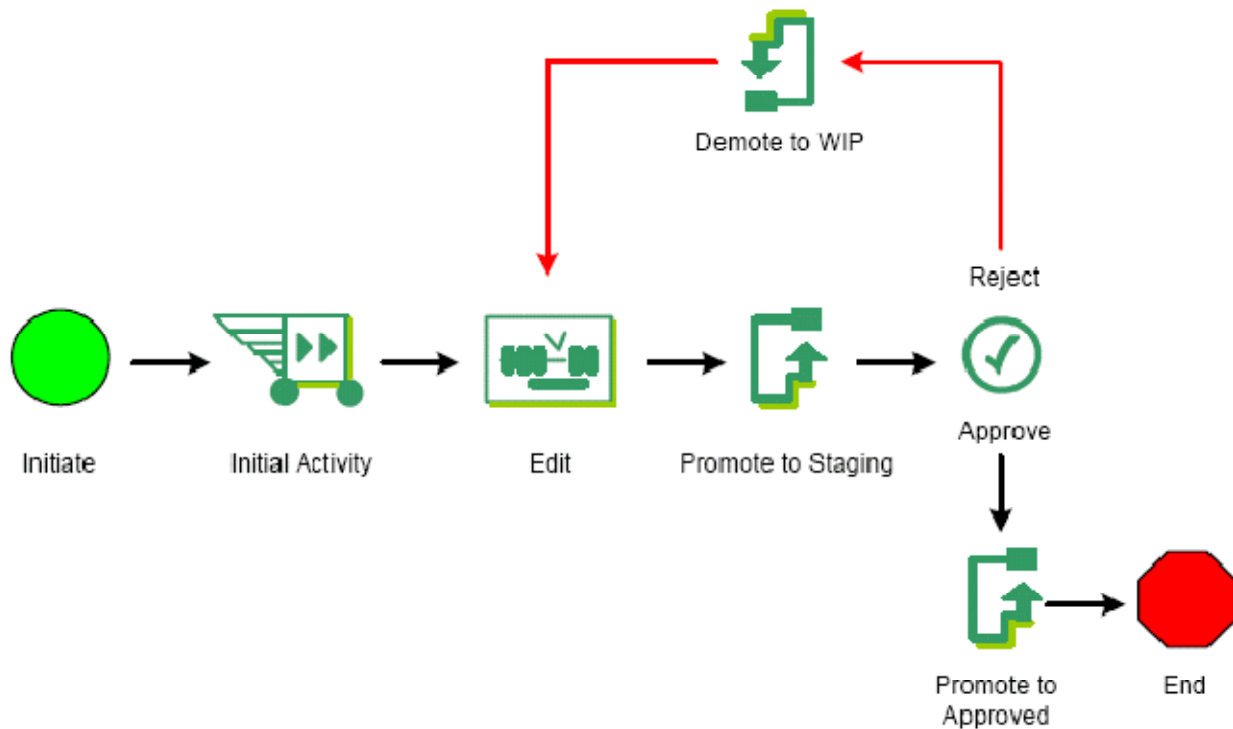 Demote to WIP
Reject
Initiate
Initial Activity
Edit
Promote to Staging
Approve
Promote to
Approved
End